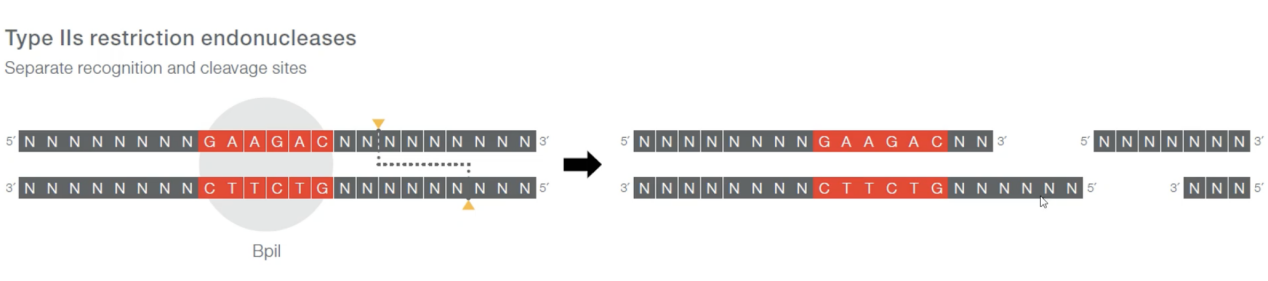 Type IIs restriction endonucleases
Separate recognition and cleavage sites
5′ N N N N N N N N G A A G A C N N N N N N N N N 3′
3′ N N N N N N N N C T T C T G N N N N N N N N N 5′
BpiI
5′ N N N N N N N N G A A G A C N N 3′
5′ N N N N N N N 3′
3′ N N N N N N N N C T T C T G N N N N N N 5′
3′ N N N 5′